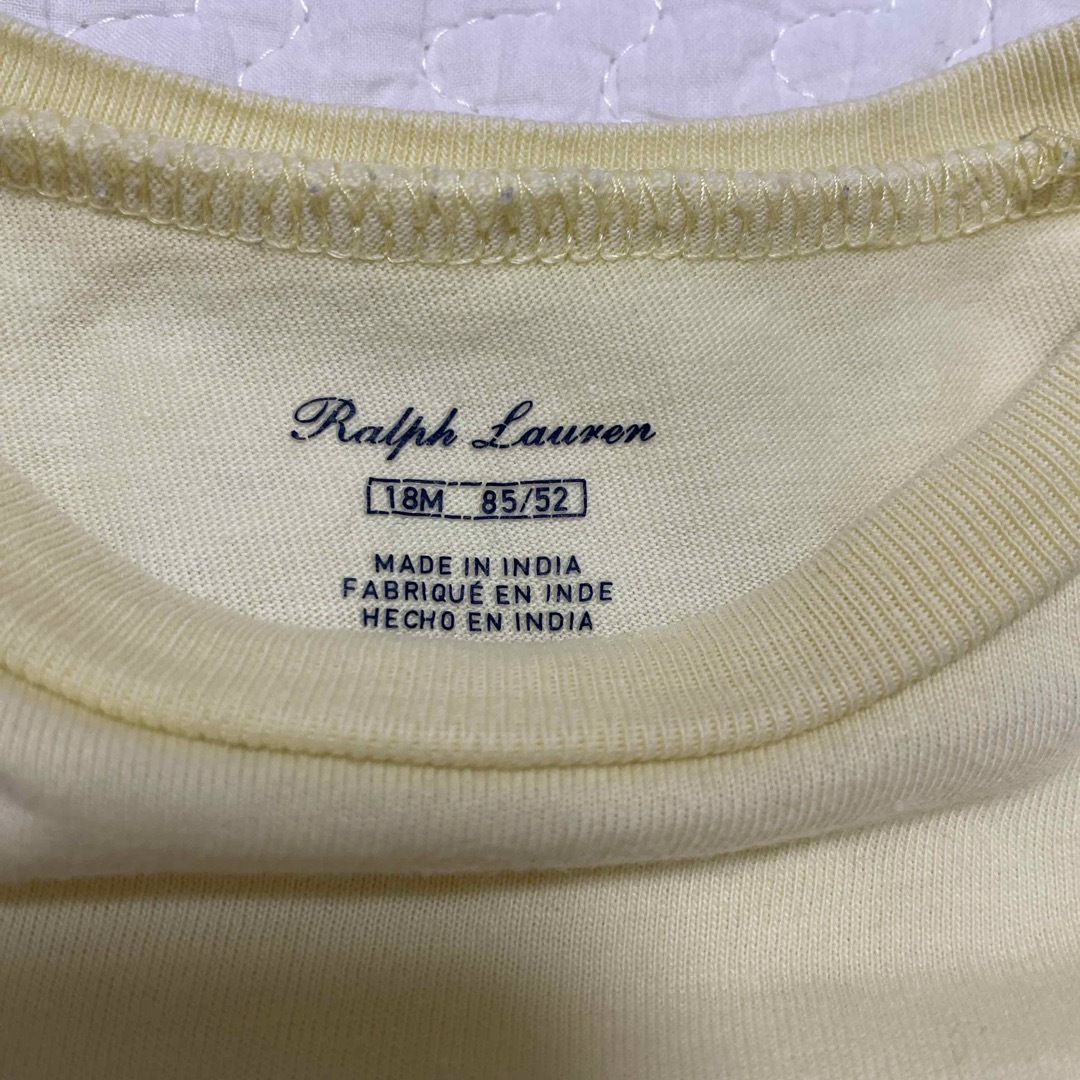 Ralph Lauren
18M 85/52
MADE IN INDIA
FABRIQUÉ EN INDE
HECHO EN INDIA